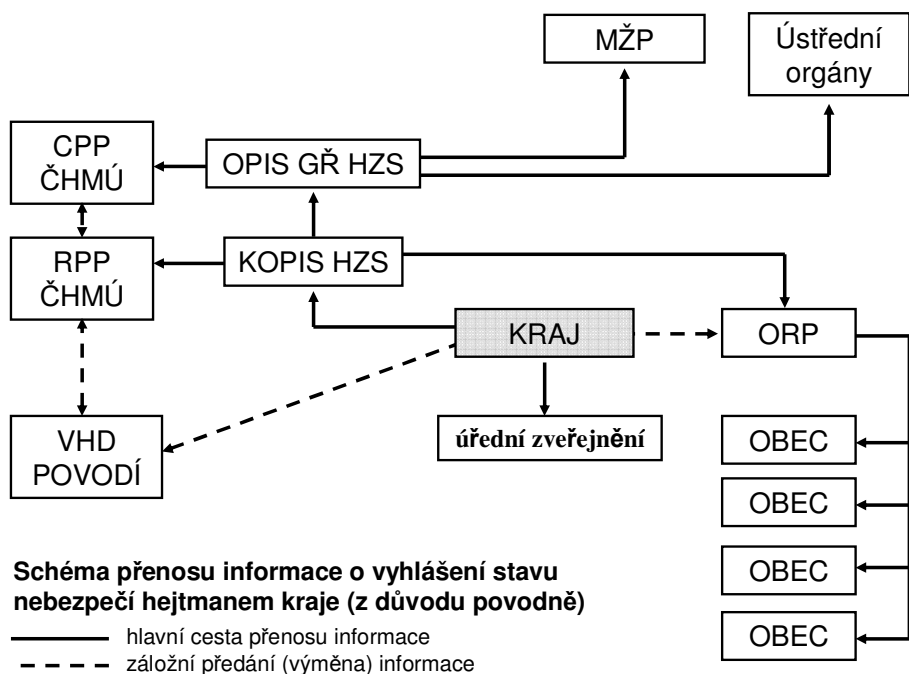 MŽP
Ústřední
orgány
CPP
ČHMÚ
OPIS GŘ HZS
RPP
ČHMÚ
KOPIS HZS
KRAJ
ORP
VHD
POVODÍ
úřední zveřejnění
OBEC
OBEC
OBEC
OBEC
Schéma přenosu informace o vyhlášení stavu
nebezpečí hejtmanem kraje (z důvodu povodně)
hlavní cesta přenosu informace
záložní předání (výměna) informace